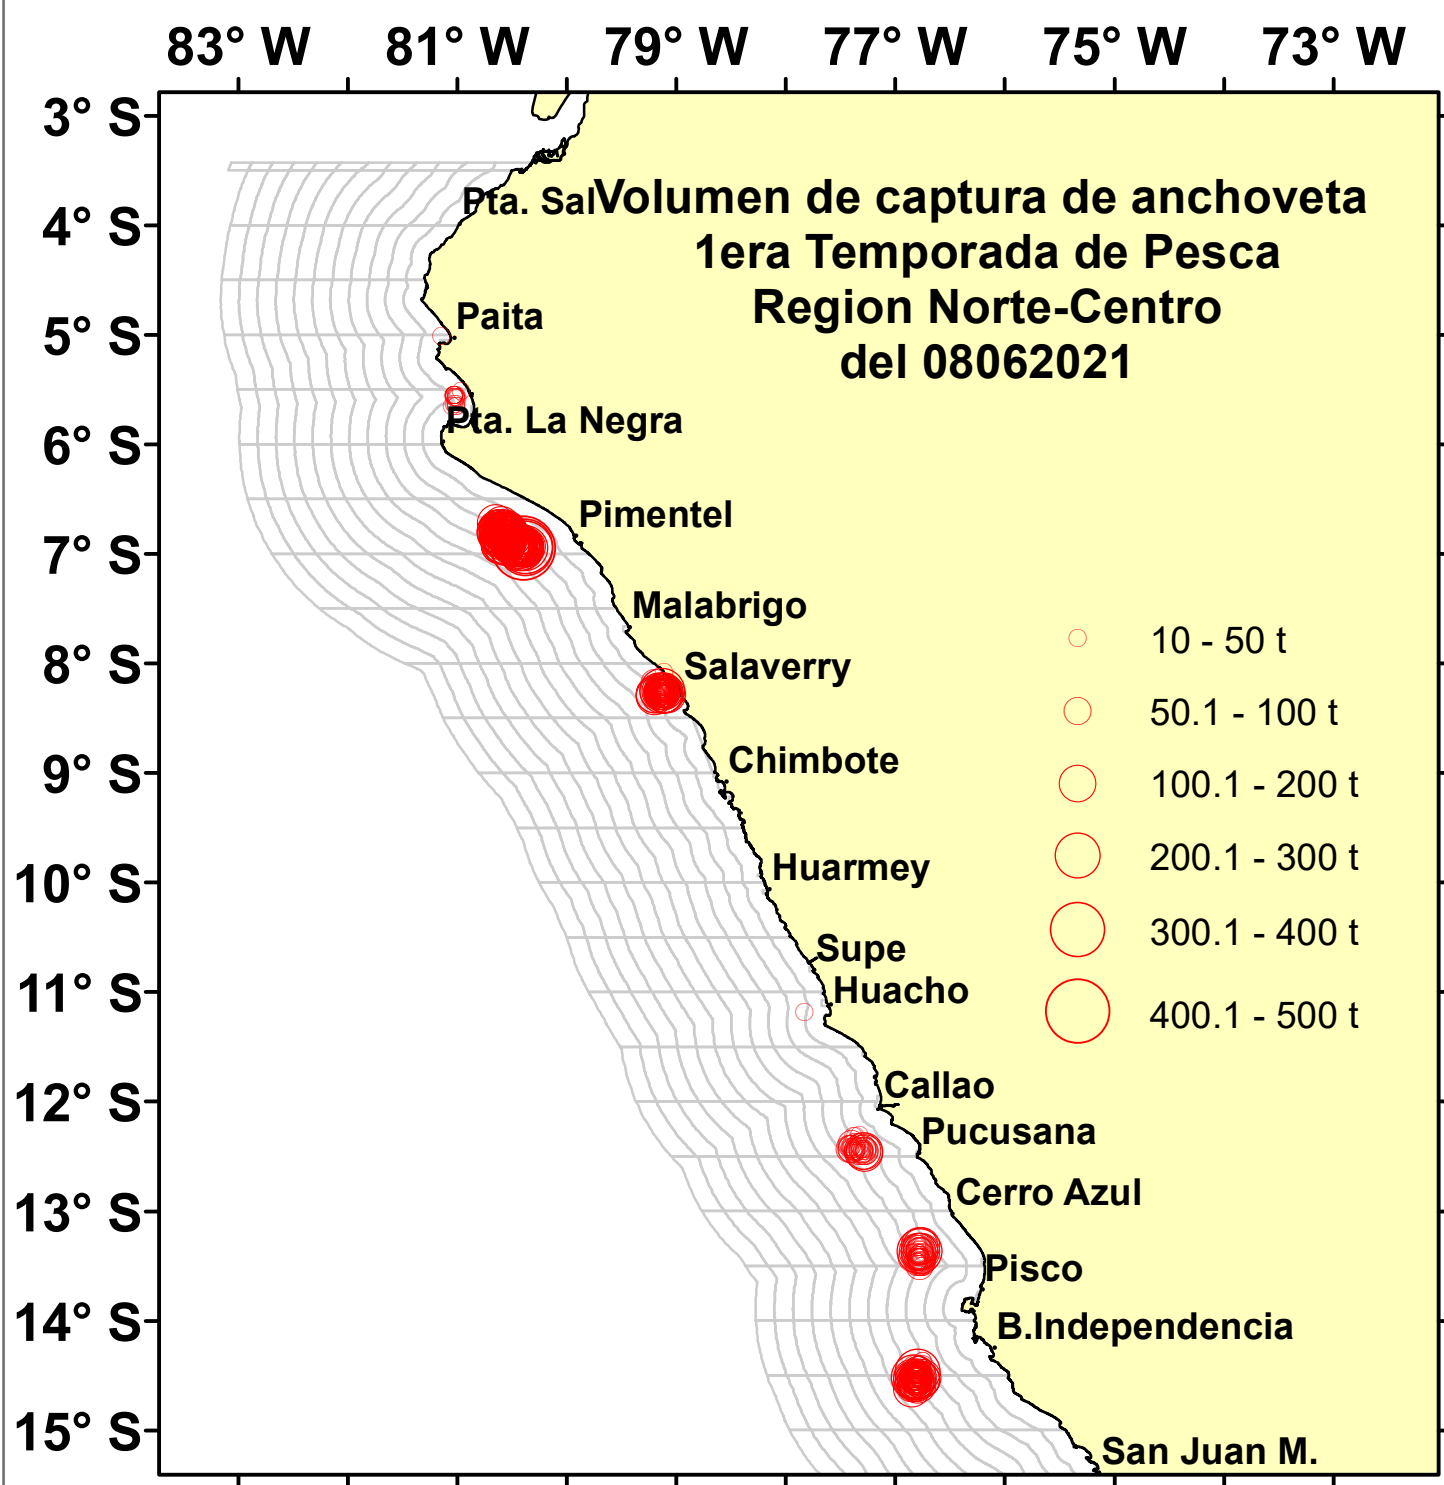 83° W 81° W 79° W 77° W 75° W 73° W
3° S
4° S
5° S
6° S
7° S
8° S
9° S
10° S
11° S
12° S
13° S
14° S
15° S
Volumen de captura de anchoveta
1era Temporada de Pesca
Region Norte-Centro
del 08062021
Pta. Sal
Paita
Pta. La Negra
Pimentel
Malabrigo
Salaverry
Chimbote
Huarmey
Supe
Huacho
Callao
Pucusana
Cerro Azul
Pisco
B.Independencia
San Juan M.
10 - 50 t
50.1 - 100 t
100.1 - 200 t
200.1 - 300 t
300.1 - 400 t
400.1 - 500 t